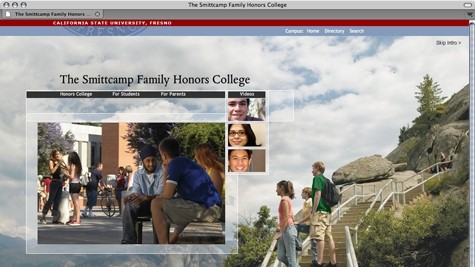 The Smittcamp Family Honors College
The Smittcamp Family Honors ...
CALIFORNIA STATE UNIVERSITY, FRESNO
Campus: Home Directory Search
Skip Intro >
The Smittcamp Family Honors College
Honors College For Students For Parents Videos